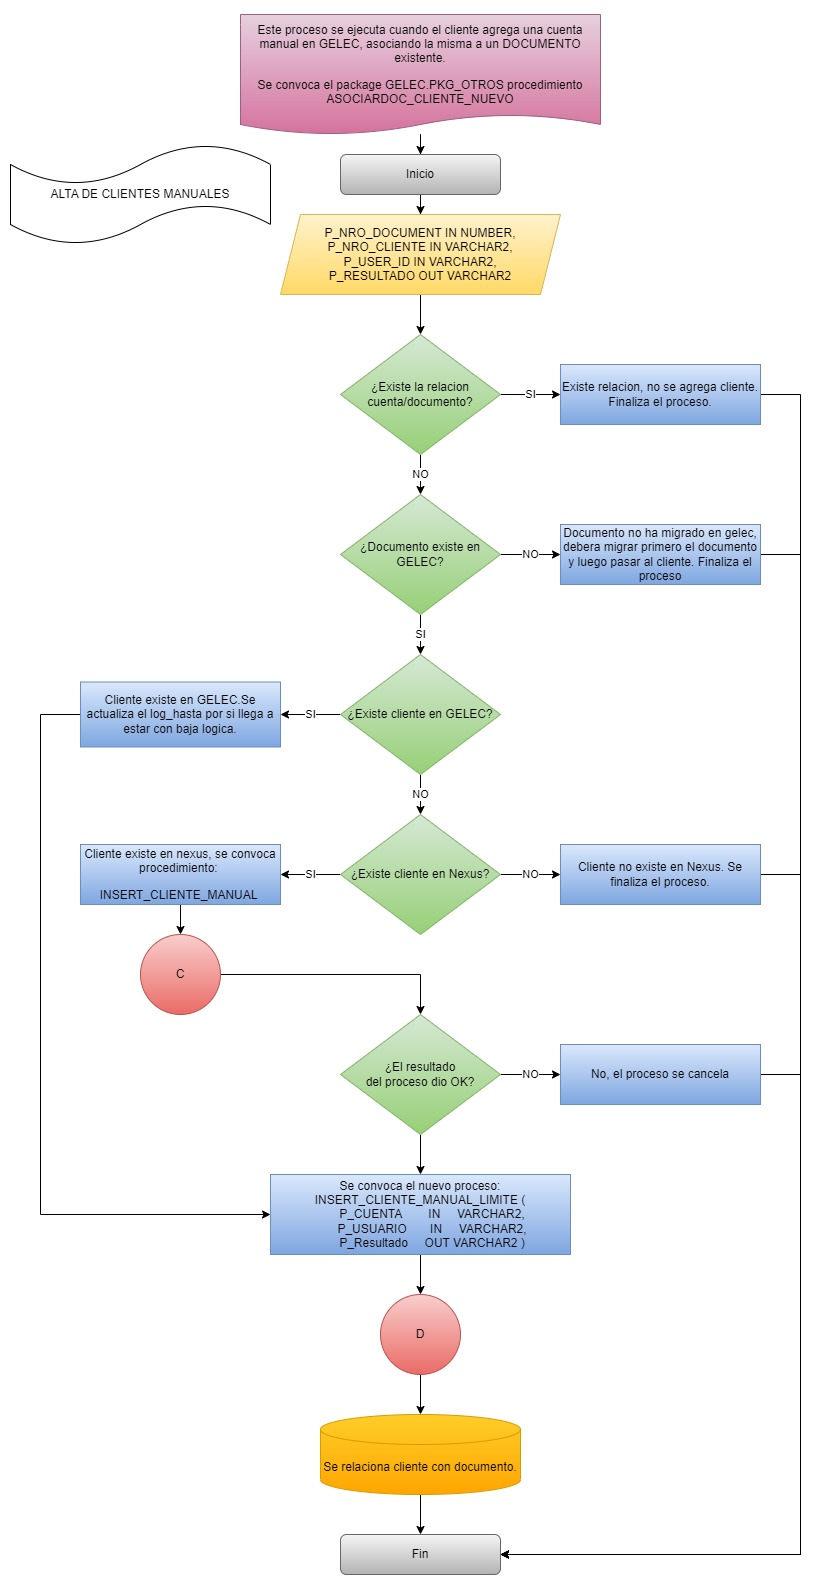 Este proceso se ejecuta cuando el cliente agrega una cuenta
manual en GELEC, asociando la misma a un DOCUMENTO
existente.
Se convoca el package GELEC.PKG_OTROS procedimiento
ASOCIARDOC_CLIENTE_NUEVO
Inicio
ALTA DE CLIENTES MANUALES
P_NRO_DOCUMENT IN NUMBER,
P_NRO_CLIENTE IN VARCHAR2,
P_USER_ID IN VARCHAR2,
P_RESULTADO OUT VARCHAR2
¿Existe la relacion
cuenta/documento?
SI
Existe relacion, no se agrega cliente.
Finaliza el proceso.
NO
¿Documento existe en
GELEC?
NO
Documento no ha migrado en gelec,
debera migrar primero el documento
y luego pasar al cliente. Finaliza el
proceso
SI
Cliente existe en GELEC.Se
actualiza el log_hasta por si llega a
estar con baja logica.
SI
¿Existe cliente en GELEC?
NO
Cliente existe en nexus, se convoca
procedimiento:
INSERT_CLIENTE_MANUAL
SI
¿Existe cliente en Nexus?
NO
Cliente no existe en Nexus. Se
finaliza el proceso.
C
¿El resultado
del proceso dio OK?
NO
No, el proceso se cancela
Se convoca el nuevo proceso:
INSERT_CLIENTE_MANUAL_LIMITE (
P_CUENTA IN VARCHAR2,
P_USUARIO IN VARCHAR2,
P_Resultado OUT VARCHAR2 )
D
Se relaciona cliente con documento.
Fin